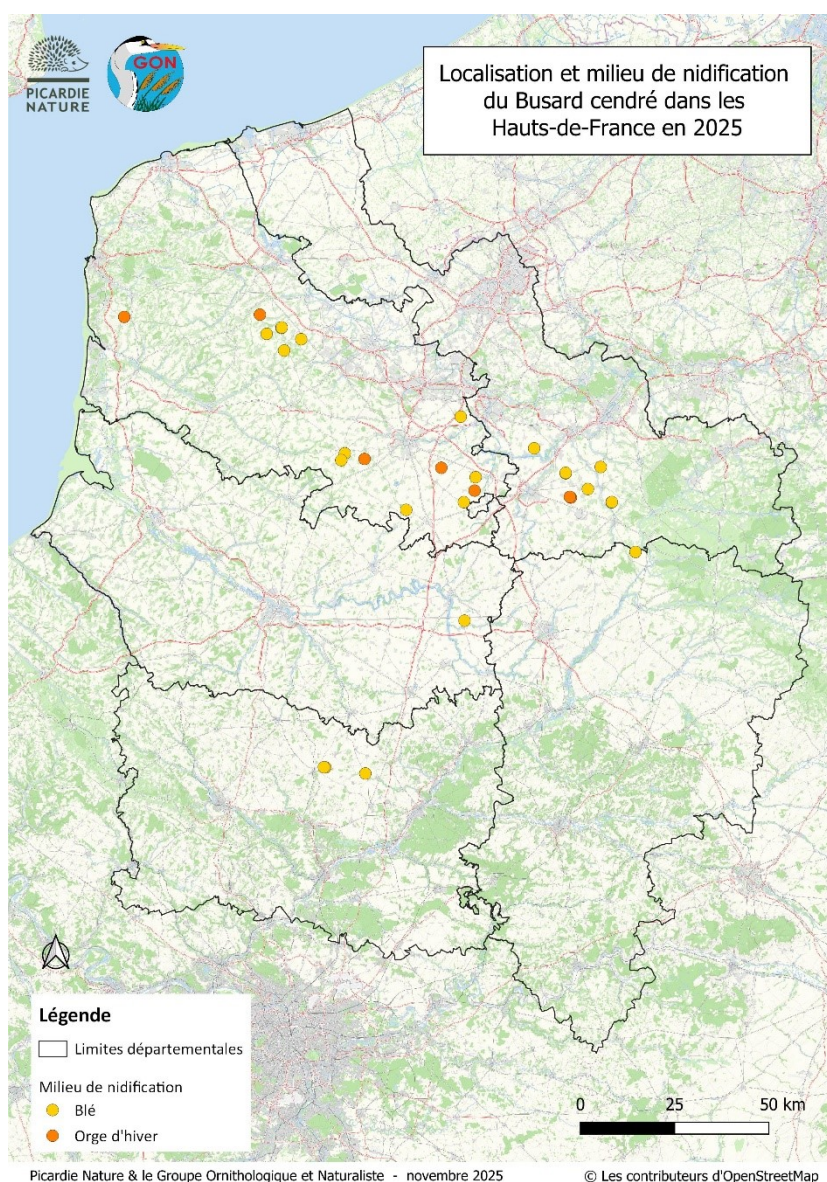 PICARDIE
NATURE
GON
Localisation et milieu de nidification
du Busard cendré dans les
Hauts-de-France en 2025
Légende
Limites départementales
Milieu de nidification
Blé
Orge d'hiver
0 25 50 km
Picardie Nature & le Groupe Ornithologique et Naturaliste - novembre 2025 © Les contributeurs d'OpenStreetMap